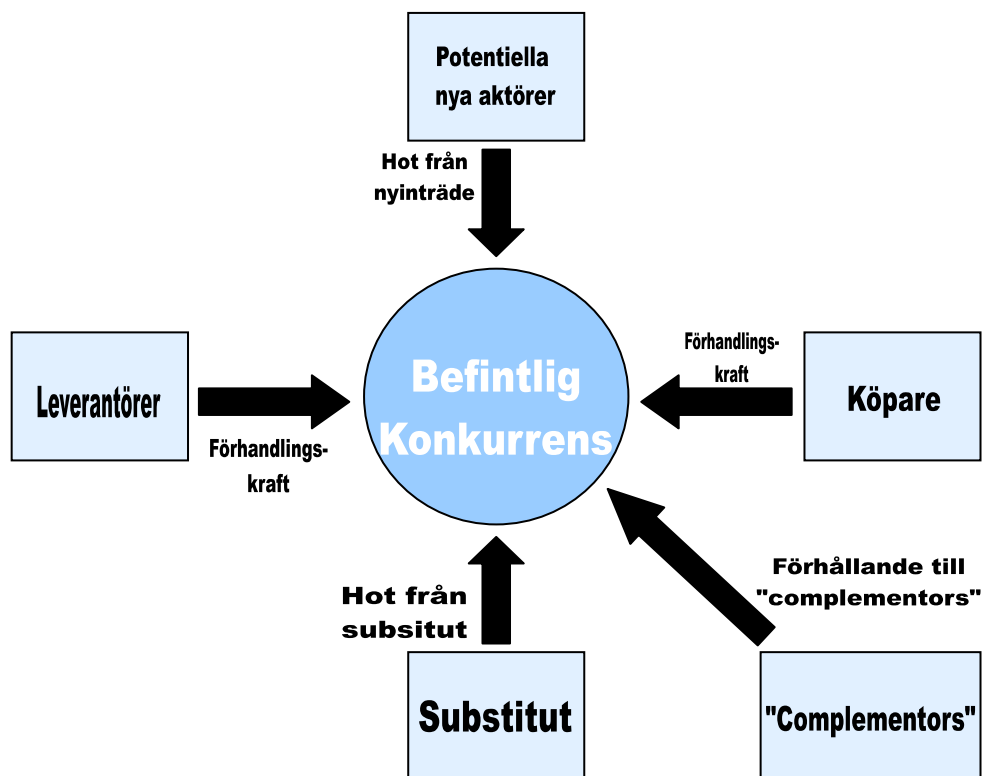 Potentiella
nya aktörer
Hot från
nyinträde
Leverantörer
Förhandlings-
kraft
Befintlig
Konkurrens
Förhandlings-
kraft
Köpare
Hot från
subsitut
Substitut
Förhållande till
"complementors"
"Complementors"